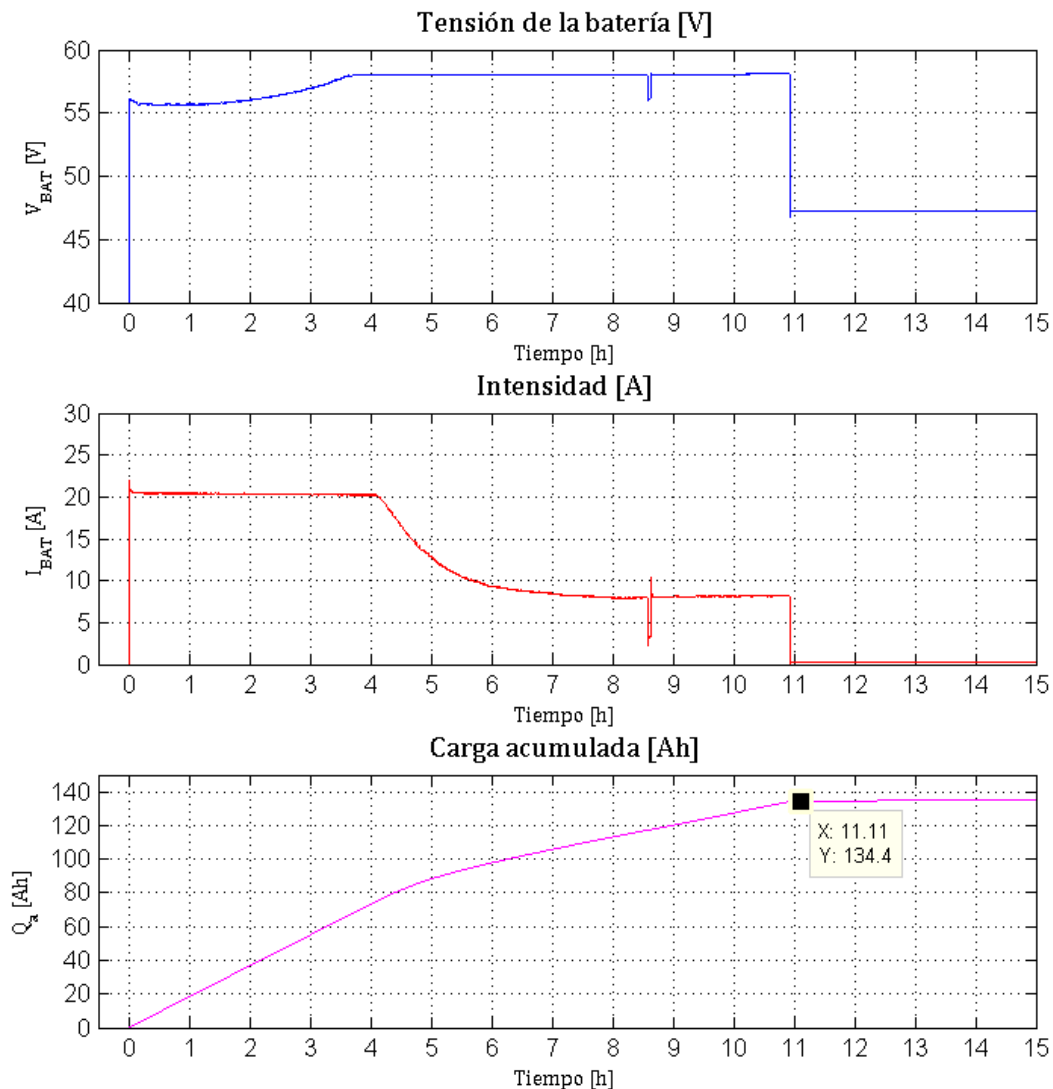 Tensión de la batería [V]
60
55
50
45
40
V_BAT [V]
0 1 2 3 4 5 6 7 8 9 10 11 12 13 14 15
Tiempo [h]
Intensidad [A]
30
25
20
15
10
5
0
I_BAT [A]
0 1 2 3 4 5 6 7 8 9 10 11 12 13 14 15
Tiempo [h]
Carga acumulada [Ah]
140
120
100
80
60
40
20
0
Q_a [Ah]
X: 11.11
Y: 134.4
0 1 2 3 4 5 6 7 8 9 10 11 12 13 14 15
Tiempo [h]